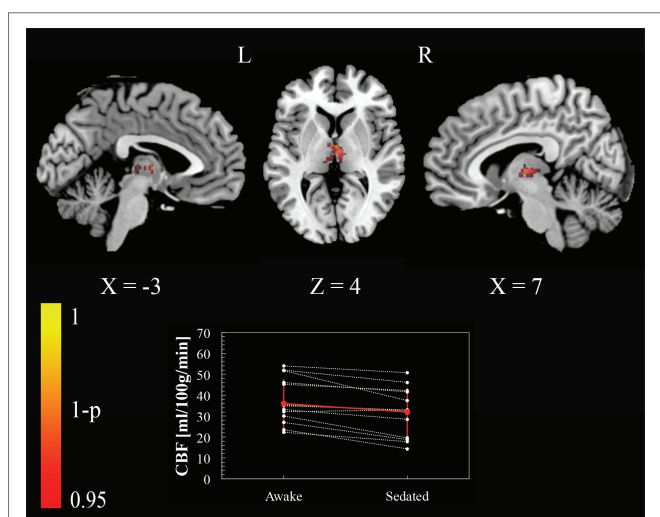 L
R
X = -3
Z = 4
X = 7
1
1-p
0.95
CBF [ml/100g/min]
70
60
50
40
30
20
10
0
Awake
Sedated